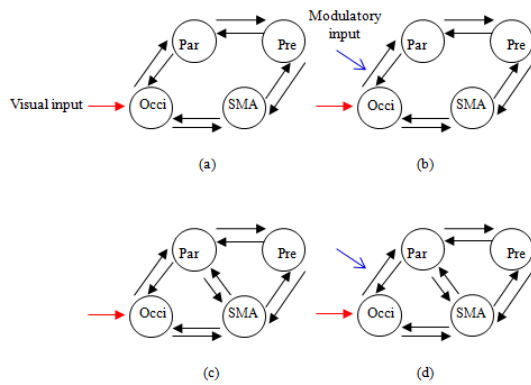 Modulatory
input
Par
Pre
Par
Pre
Visual input
Occi
SMA
Occi
SMA
(a)
(b)
Par
Pre
Par
Pre
Occi
SMA
Occi
SMA
(c)
(d)